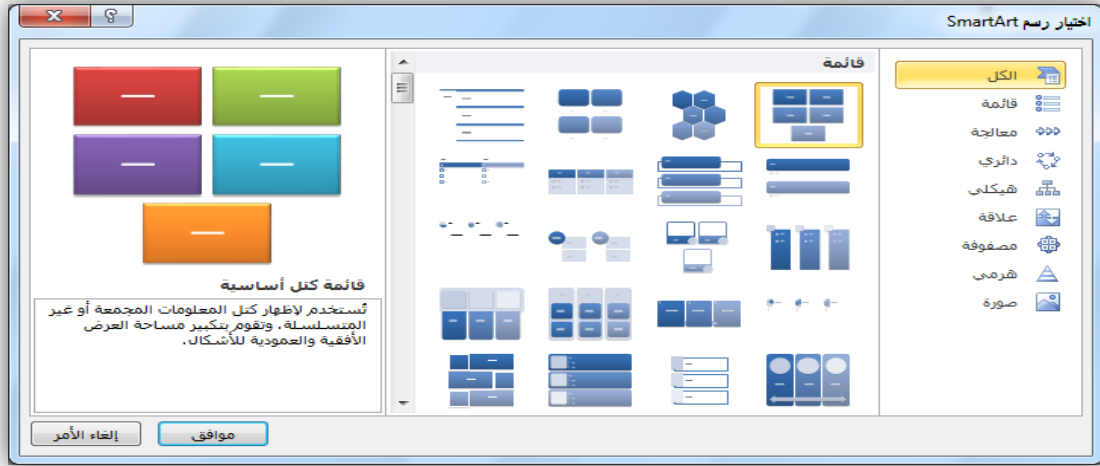 اختيار رسم SmartArt
الكل
قائمة
معالجة
دائري
هيكلي
علاقة
مصفوفة
هرمي
صورة
قائمة
قائمة كتل أساسية
تُستخدم لإظهار كتل المعلومات المجمعة أو غير
المتسلسلة. وتقوم بتكبير مساحة العرض
الأفقية والعمودية للأشكال.
موافق
إلغاء الأمر